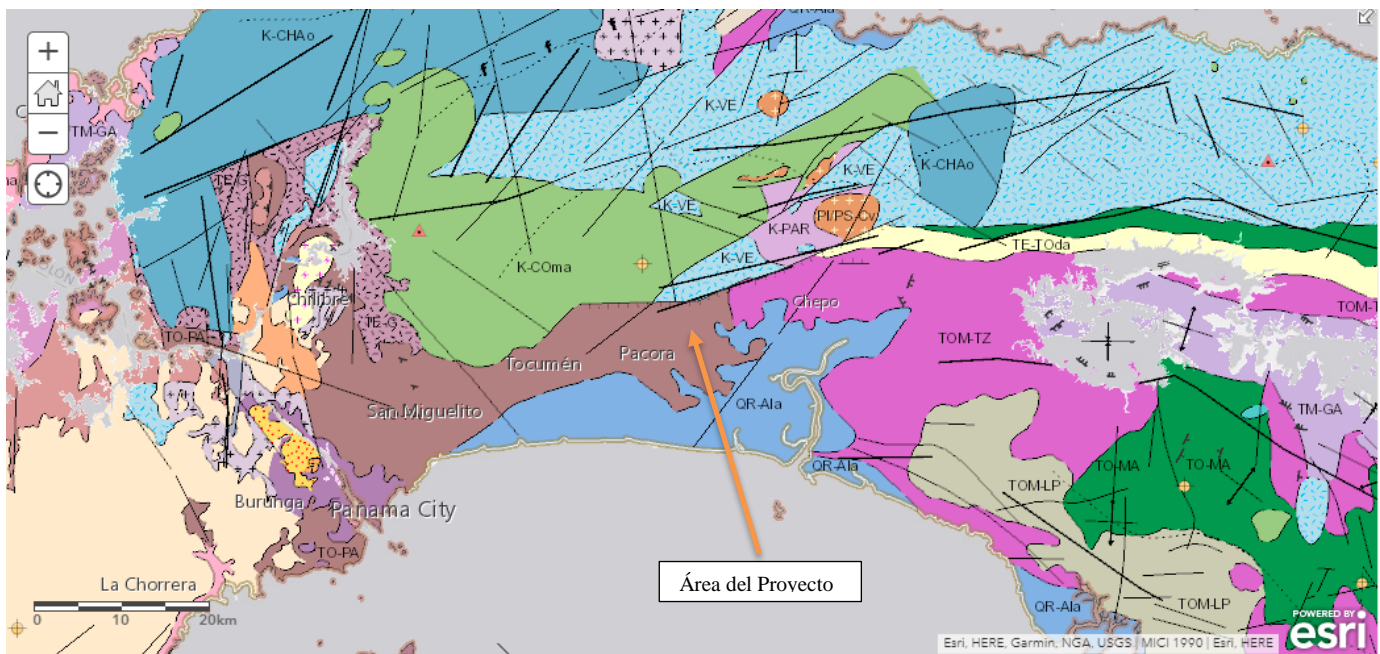 K-CHAo
QR-Ala
+
TM-GA
K-VE
TE-G
K-CHAo
K-VE
K-VE
PI/PS-Cv
K-PAR
K-VE
TE-TOda
K-COma
Chilibre
Chepo
TE-G
TO-PA
TOM-TZ
Tocumén
Pacora
San Miguelito
QR-Ala
TM-GA
QR-Ala
TO-MA
TO-MA
TOM-LP
Burunga
Panama City
TO-PA
La Chorrera
Área del Proyecto
QR-Ala
TOM-LP
0 10 20km
POWERED BY
esri
Esri, HERE, Garmin, NGA, USGS | MICI 1990 | Esri, HERE